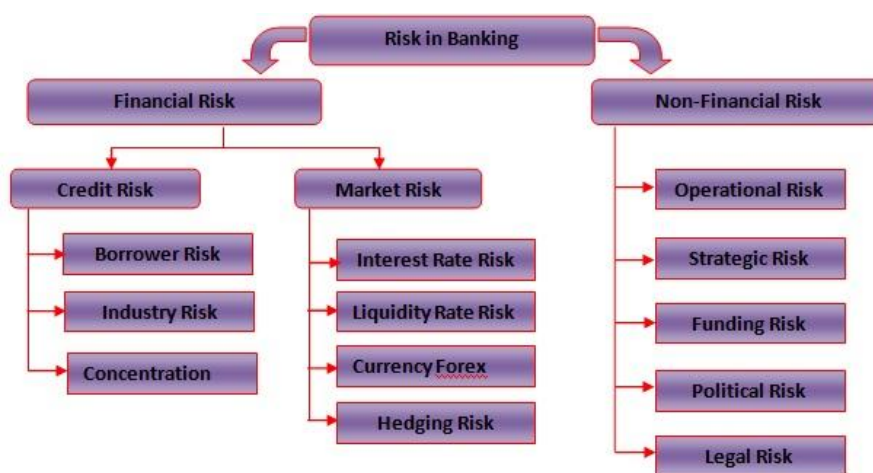 Risk in Banking
Financial Risk
Non-Financial Risk
Credit Risk
Market Risk
Borrower Risk
Industry Risk
Concentration
Interest Rate Risk
Liquidity Rate Risk
Currency Forex
Hedging Risk
Operational Risk
Strategic Risk
Funding Risk
Political Risk
Legal Risk